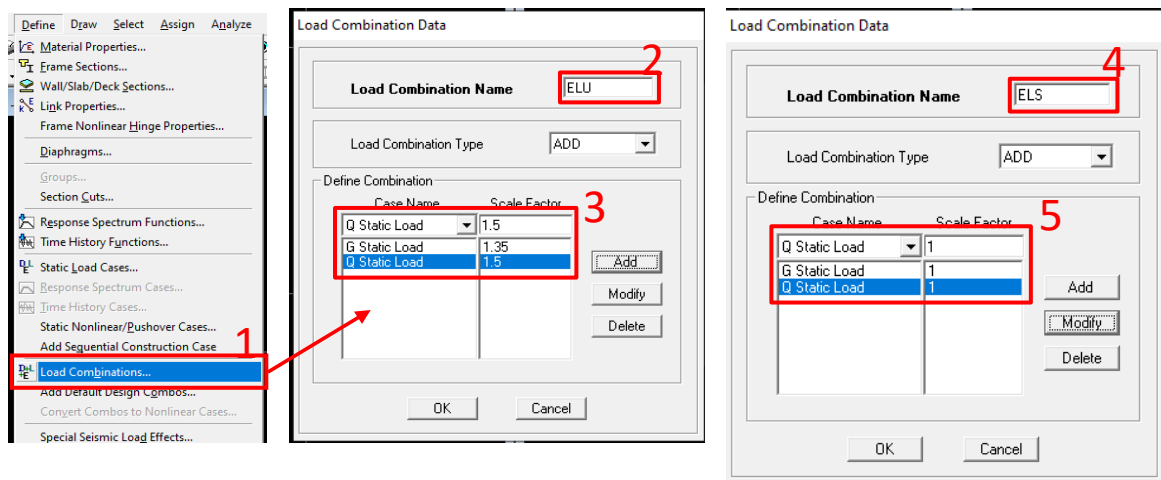 Define Draw Select Assign Analyze
Material Properties...
Frame Sections...
Wall/Slab/Deck Sections...
Link Properties...
Frame Nonlinear Hinge Properties...
Diaphragms...
Groups...
Section Cuts...
Response Spectrum Functions...
Time History Functions...
Static Load Cases...
Response Spectrum Cases...
Time History Cases...
Static Nonlinear/Pushover Cases...
Add Sequential Construction Case
1
Load Combinations...
Add Default Design Combos...
Convert Combos to Nonlinear Cases...
Special Seismic Load Effects...
Load Combination Data
2
Load Combination Name ELU
Load Combination Type ADD
Define Combination
Case Name Scale Factor
3
Q Static Load 1.5
G Static Load 1.35
Q Static Load 1.5
Add
Modify
Delete
OK Cancel
Load Combination Data
4
Load Combination Name ELS
Load Combination Type ADD
Define Combination
Case Name Scale Factor
5
Q Static Load 1
G Static Load 1
Q Static Load 1
Add
Modify
Delete
OK Cancel